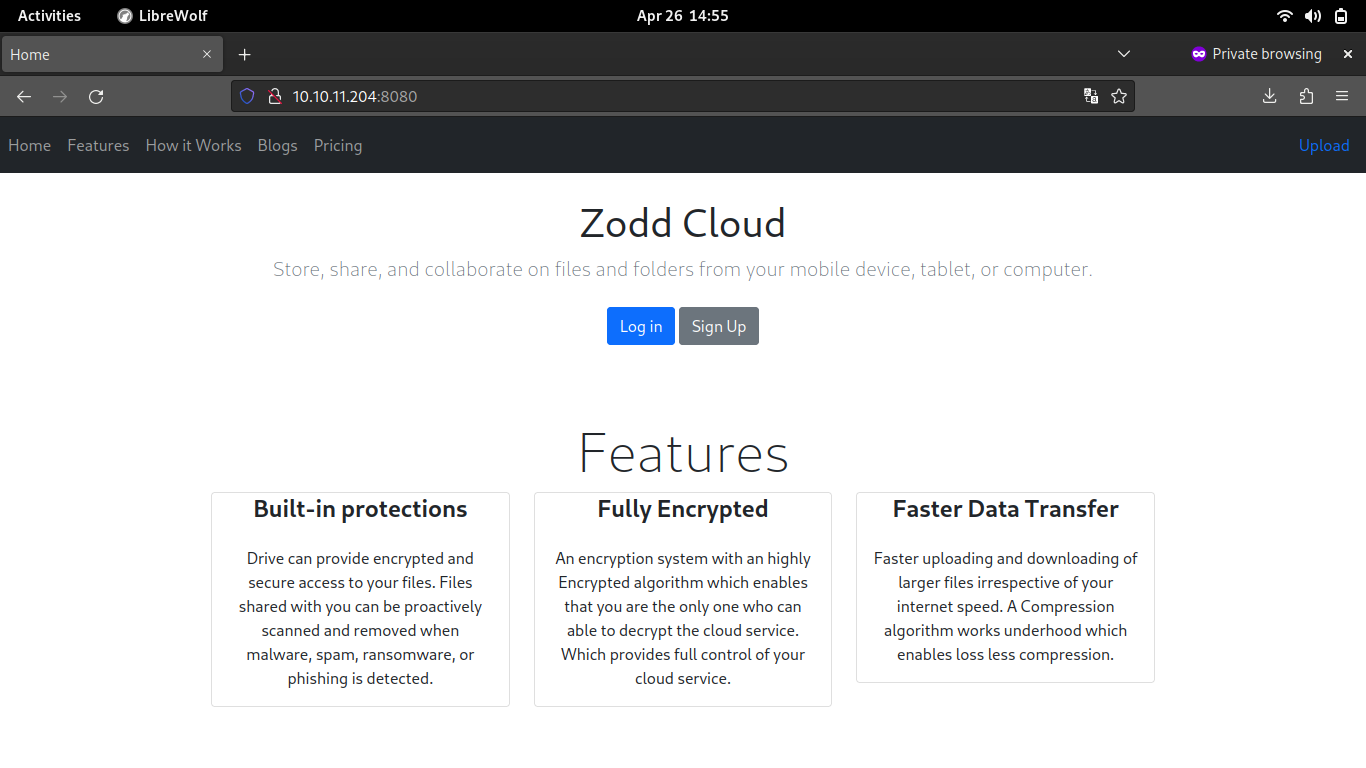 Activities LibreWolf Apr 26 14:55
Home Private browsing
10.10.11.204:8080
Home Features How it Works Blogs Pricing Upload
Zodd Cloud
Store, share, and collaborate on files and folders from your mobile device, tablet, or computer.
Log in Sign Up
Features
Built-in protections
Drive can provide encrypted and
secure access to your files. Files
shared with you can be proactively
scanned and removed when
malware, spam, ransomware, or
phishing is detected.
Fully Encrypted
An encryption system with an highly
Encrypted algorithm which enables
that you are the only one who can
able to decrypt the cloud service.
Which provides full control of your
cloud service.
Faster Data Transfer
Faster uploading and downloading of
larger files irrespective of your
internet speed. A Compression
algorithm works underhood which
enables loss less compression.